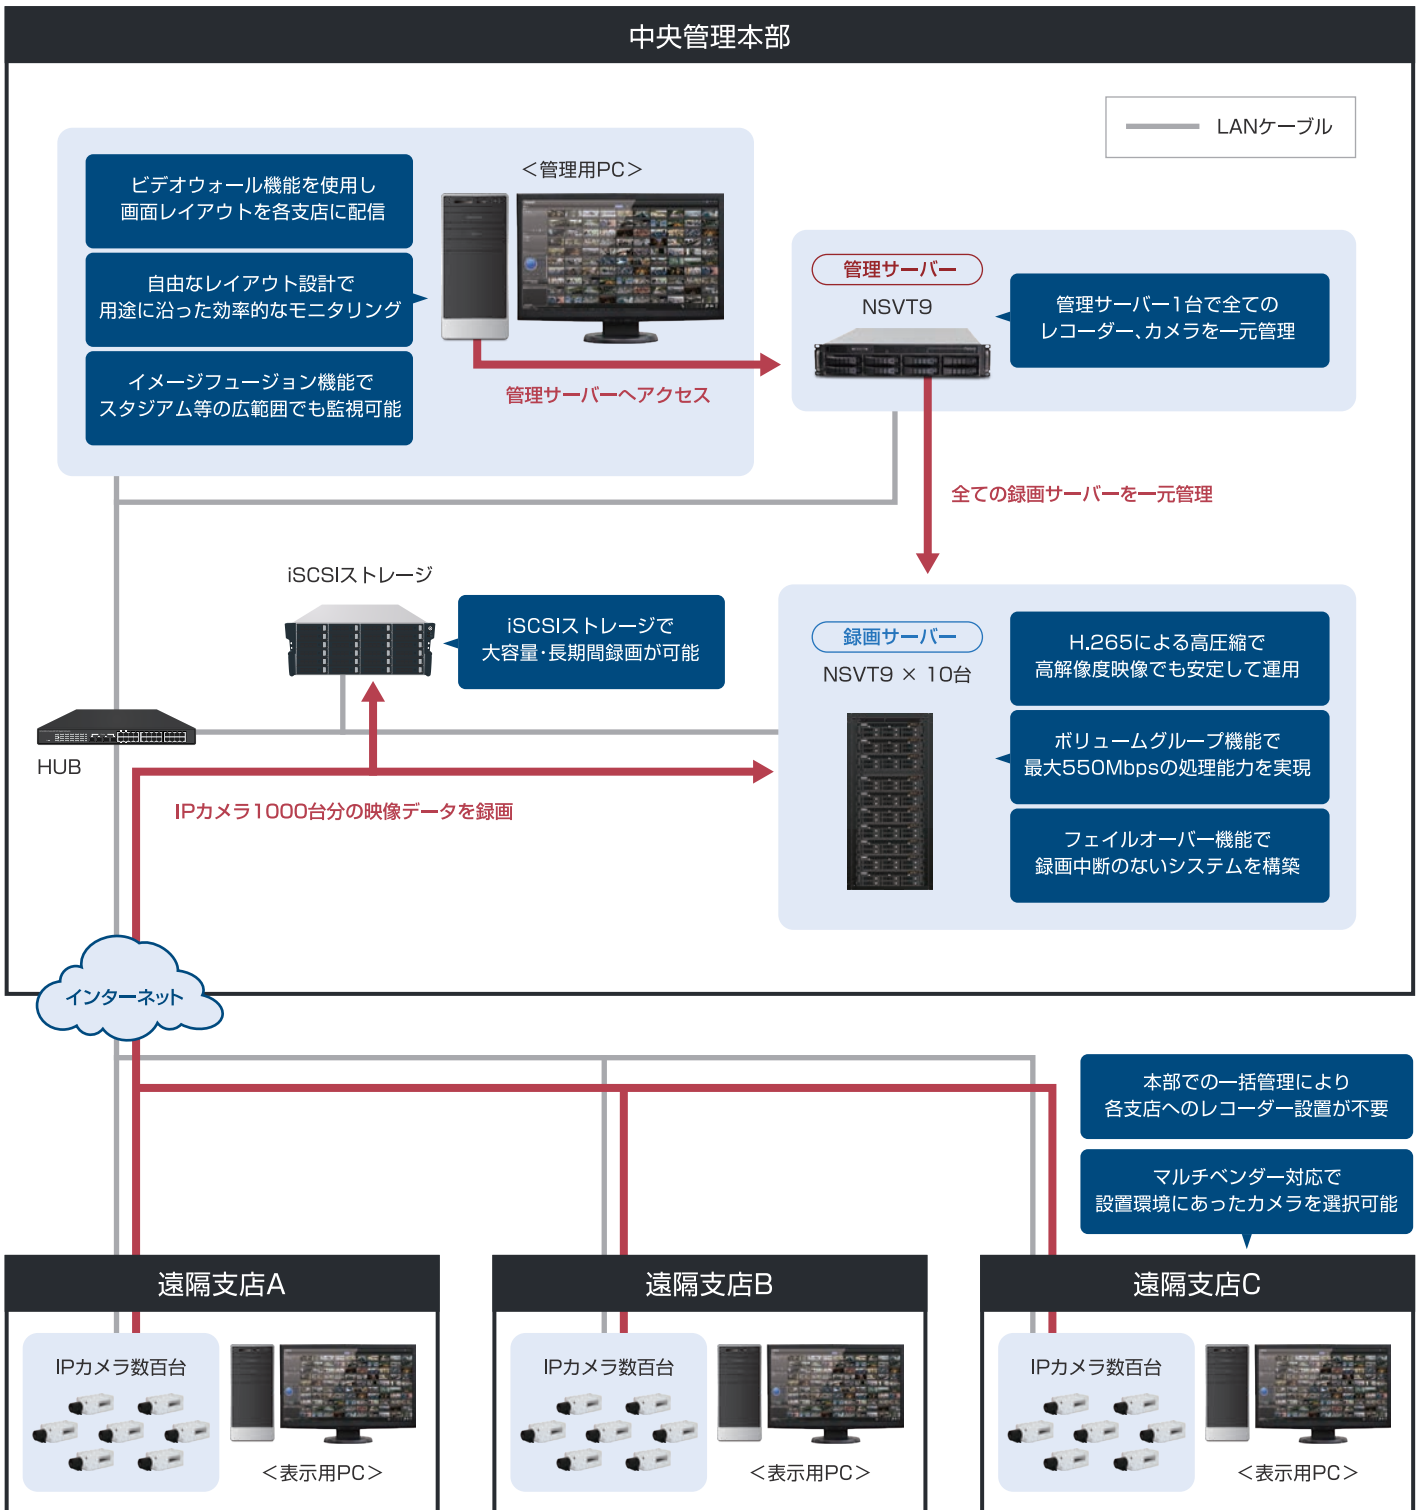 中央管理本部
LANケーブル
ビデオウォール機能を使用し
画面レイアウトを各支店に配信
自由なレイアウト設計で
用途に沿った効率的なモニタリング
イメージフュージョン機能で
スタジアム等の広範囲でも監視可能
＜管理用PC＞
管理サーバーへアクセス
管理サーバー
NSVT9
管理サーバー1台で全ての
レコーダー、カメラを一元管理
全ての録画サーバーを一元管理
iSCSIストレージ
iSCSIストレージで
大容量・長期間録画が可能
録画サーバー
NSVT9 × 10台
H.265による高圧縮で
高解像度映像でも安定して運用
ボリュームグループ機能で
最大550Mbpsの処理能力を実現
フェイルオーバー機能で
録画中断のないシステムを構築
HUB
IPカメラ1000台分の映像データを録画
インターネット
本部での一括管理により
各支店へのレコーダー設置が不要
マルチベンダー対応で
設置環境にあったカメラを選択可能
遠隔支店A
IPカメラ数百台
＜表示用PC＞
遠隔支店B
IPカメラ数百台
＜表示用PC＞
遠隔支店C
IPカメラ数百台
＜表示用PC＞